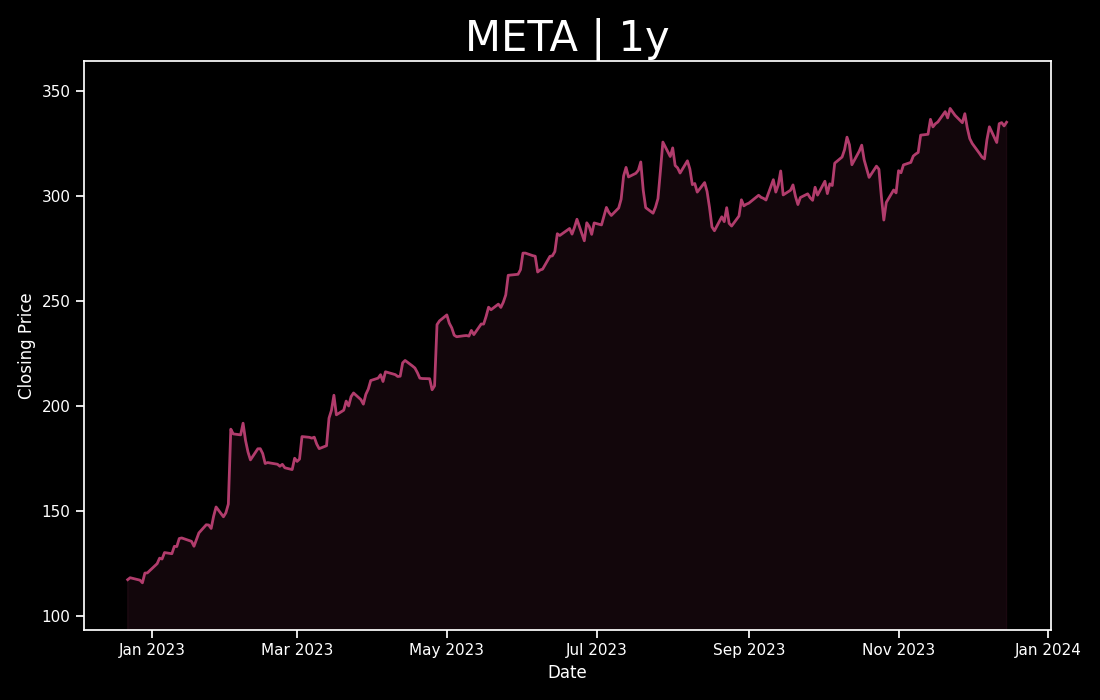 META | 1y
350
300
250
200
150
100
Closing Price
Jan 2023
Mar 2023
May 2023
Jul 2023
Sep 2023
Nov 2023
Jan 2024
Date